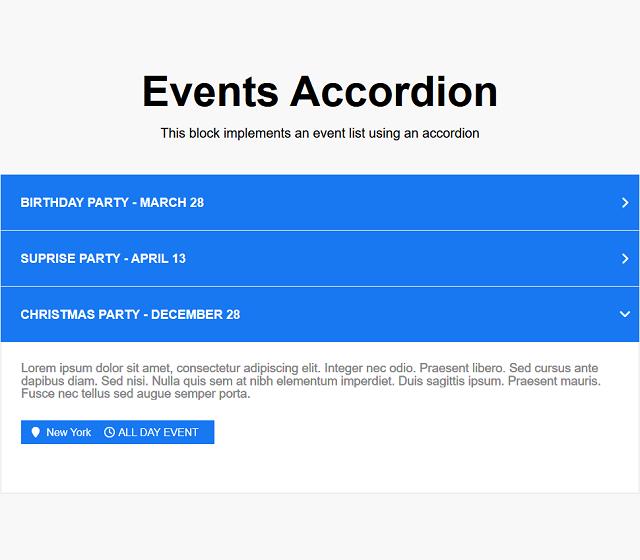 Events Accordion
This block implements an event list using an accordion
BIRTHDAY PARTY - MARCH 28
SUPRISE PARTY - APRIL 13
CHRISTMAS PARTY - DECEMBER 28
Lorem ipsum dolor sit amet, consectetur adipiscing elit. Integer nec odio. Praesent libero. Sed cursus ante
dapibus diam. Sed nisi. Nulla quis sem at nibh elementum imperdiet. Duis sagittis ipsum. Praesent mauris.
Fusce nec tellus sed augue semper porta.
New York ALL DAY EVENT